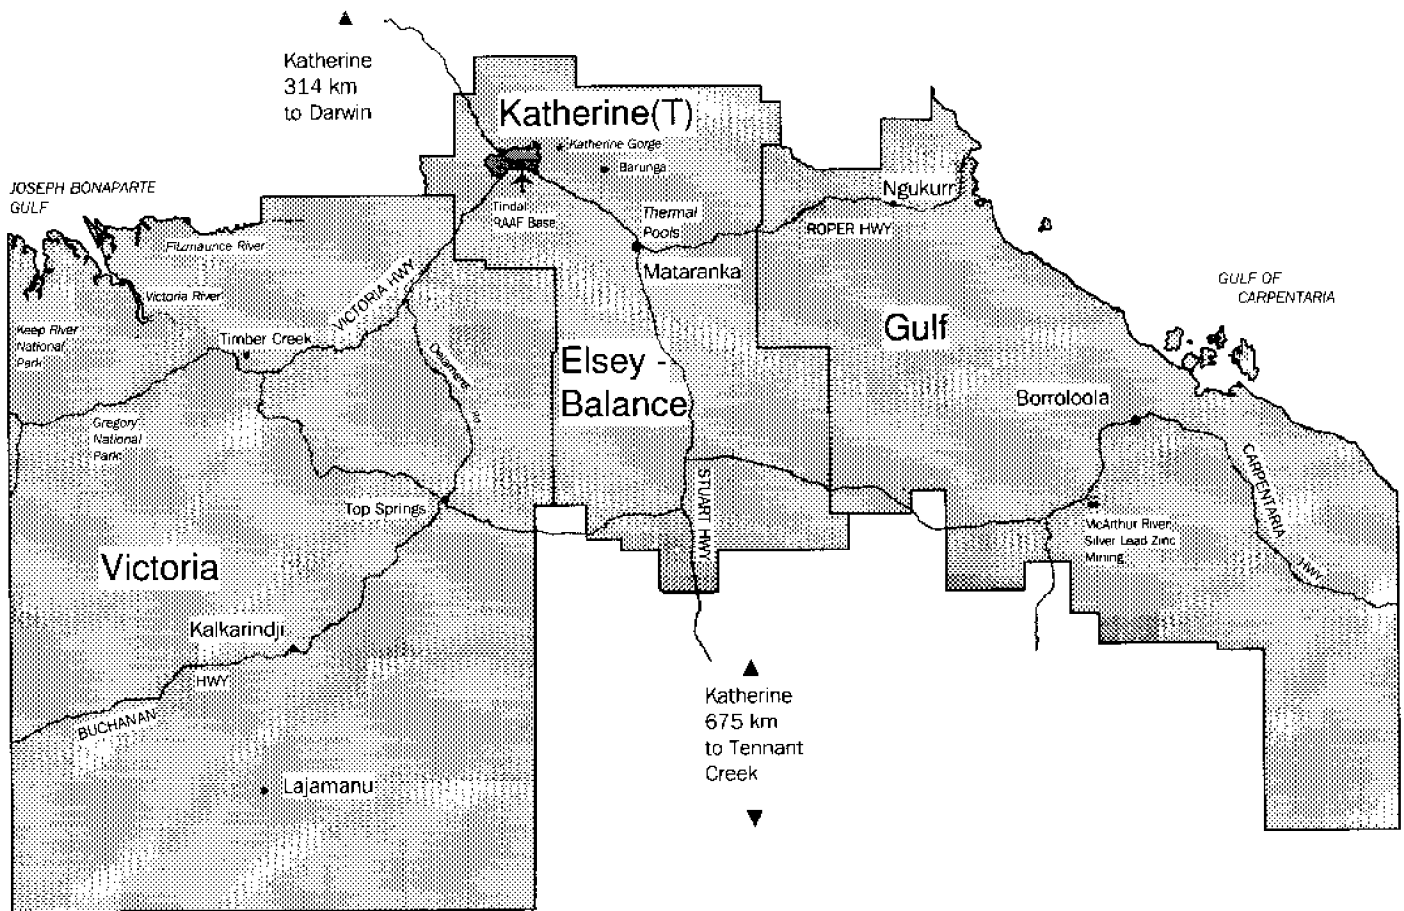 Katherine
314 km
to Darwin
Katherine(T)
Katherine Gorge
Barunga
JOSEPH BONAPARTE
GULF
Tindal
RAAF Base
Thermal
Pools
Ngukurr
ROPER HWY
Fitzmaurice River
Mataranka
VICTORIA HWY
Victoria River
GULF OF
CARPENTARIA
Keep River
National
Park
Timber Creek
Gulf
Elsey -
Balance
Borroloola
Gregory
National
Park
CARPENTARIA
HWY
STUART HWY
Top Springs
McArthur River
Silver Lead Zinc
Mining
Victoria
Kalkarindji
BUCHANAN
HWY
Katherine
675 km
to Tennant
Creek
Lajamanu